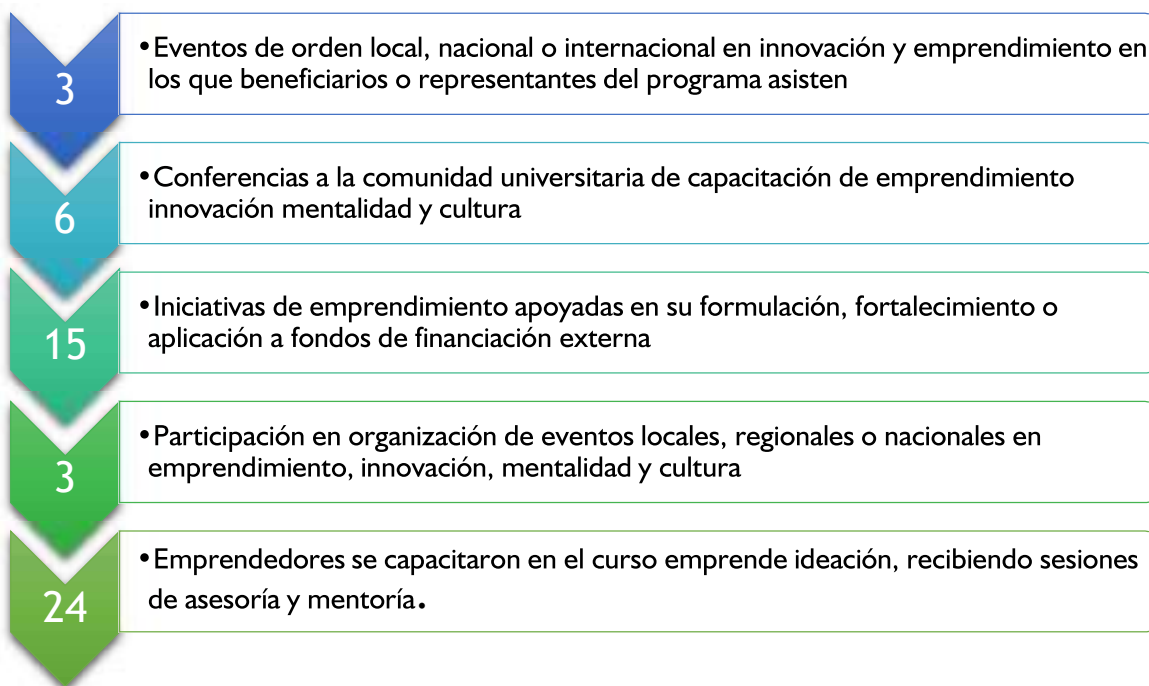 3
•Eventos de orden local, nacional o internacional en innovación y emprendimiento en
los que beneficiarios o representantes del programa asisten
6
•Conferencias a la comunidad universitaria de capacitación de emprendimiento
innovación mentalidad y cultura
15
•Iniciativas de emprendimiento apoyadas en su formulación, fortalecimiento o
aplicación a fondos de financiación externa
3
•Participación en organización de eventos locales, regionales o nacionales en
emprendimiento, innovación, mentalidad y cultura
24
•Emprendedores se capacitaron en el curso emprende ideación, recibiendo sesiones
de asesoría y mentoría.